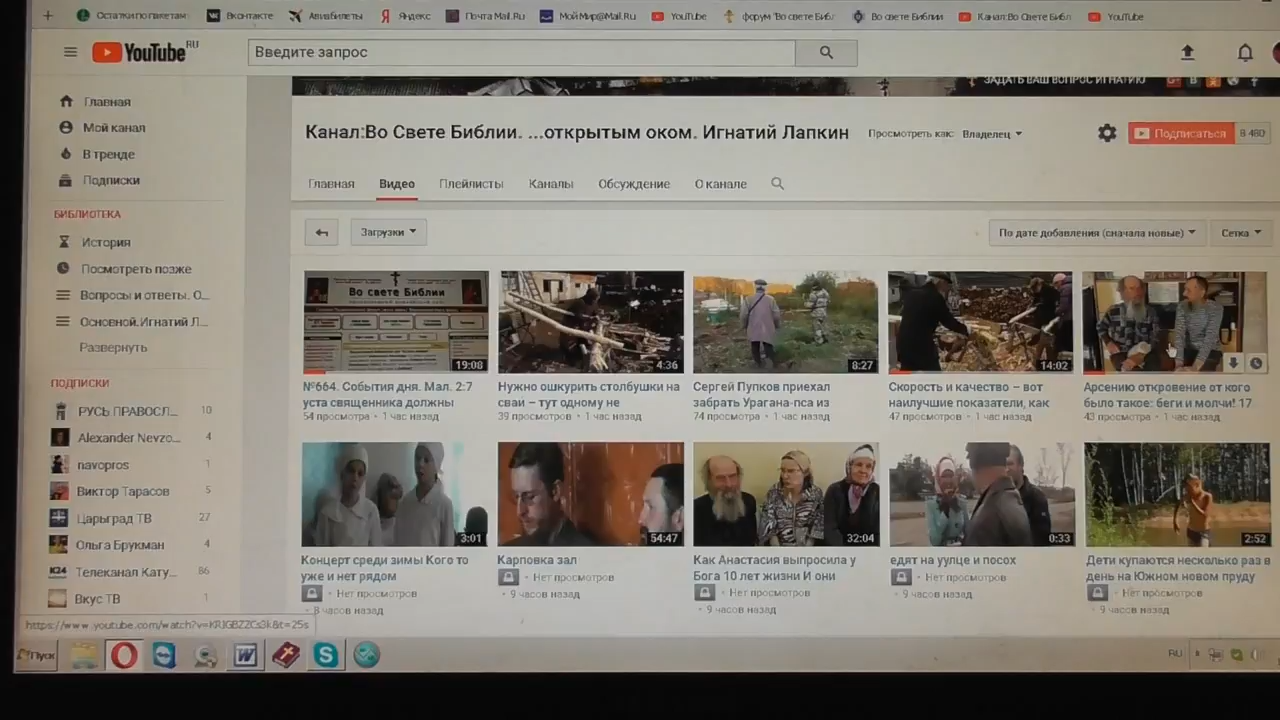 + Остатки по пакетам Вконтакте Авиабилеты Яндекс Почта Mail.Ru Мой Мир@Mail.Ru YouTube форум "Во свете Библ Во свете Библии Канал:Во Свете Библ YouTube
YouTube RU
Введите запрос
ЗАДАТЬ ВАШ ВОПРОС ИГНАТИЮ
Главная
Мой канал
В тренде
Подписки
БИБЛИОТЕКА
История
Посмотреть позже
Вопросы и ответы. О...
Основной.Игнатий Л...
Развернуть
ПОДПИСКИ
РУСЬ ПРАВОСЛ... 10
Alexander Nevzo... 4
navopros 1
Виктор Тарасов 5
Царьград ТВ 27
Ольга Брукман 4
K24 Телеканал Кату... 86
Вкус ТВ 1
Канал:Во Свете Библии. ...открытым оком. Игнатий Лапкин
Просмотреть как: Владелец
Подписаться 8 480
Главная Видео Плейлисты Каналы Обсуждение О канале
Загрузки
По дате добавления (сначала новые)
Сетка
Во свете Библии
19:08
№664. События дня. Мал. 2:7
уста священника должны
54 просмотра • 1 час назад
4:36
Нужно ошкурить столбушки на
сваи – тут одному не
39 просмотров • 1 час назад
8:27
Сергей Пупков приехал
забрать Урагана-пса из
74 просмотра • 1 час назад
14:02
Скорость и качество – вот
наилучшие показатели, как
47 просмотров • 1 час назад
Арсению откровение от кого
было такое: беги и молчи! 17
43 просмотра • 1 час назад
3:01
Концерт среди зимы Кого то
уже и нет рядом
• Нет просмотров
• 8 часов назад
54:47
Карповка зал
• Нет просмотров
• 9 часов назад
32:04
Как Анастасия выпросила у
Бога 10 лет жизни И они
• Нет просмотров
• 9 часов назад
0:33
едят на уулце и посох
• Нет просмотров
• 9 часов назад
2:52
Дети купаются несколько раз в
день на Южном новом пруду
• Нет просмотров
• 9 часов назад
Пуск
RU